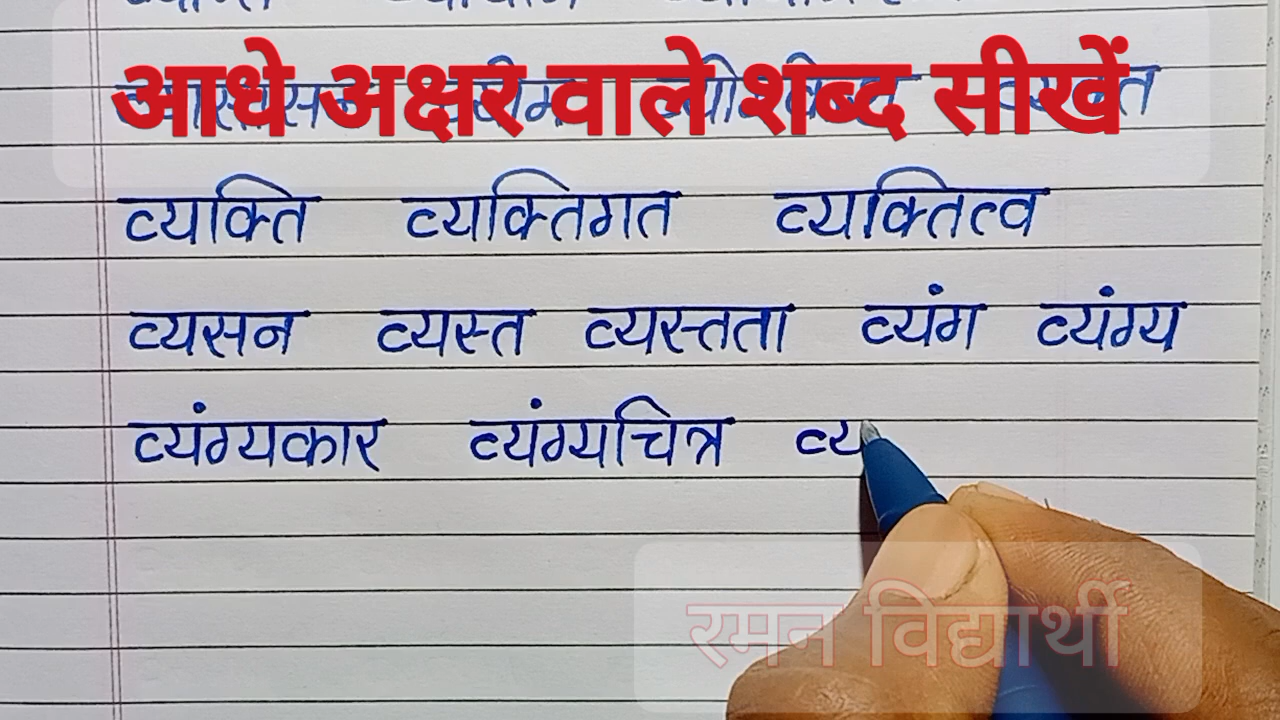 आधे अक्षर वाले शब्द सीखें
व्यक्ति व्यक्तिगत व्यक्तित्व
व्यसन व्यस्त व्यस्तता व्यंग व्यंग्य
व्यंग्यकार व्यंग्यचित्र व्य
रमन विद्यार्थी